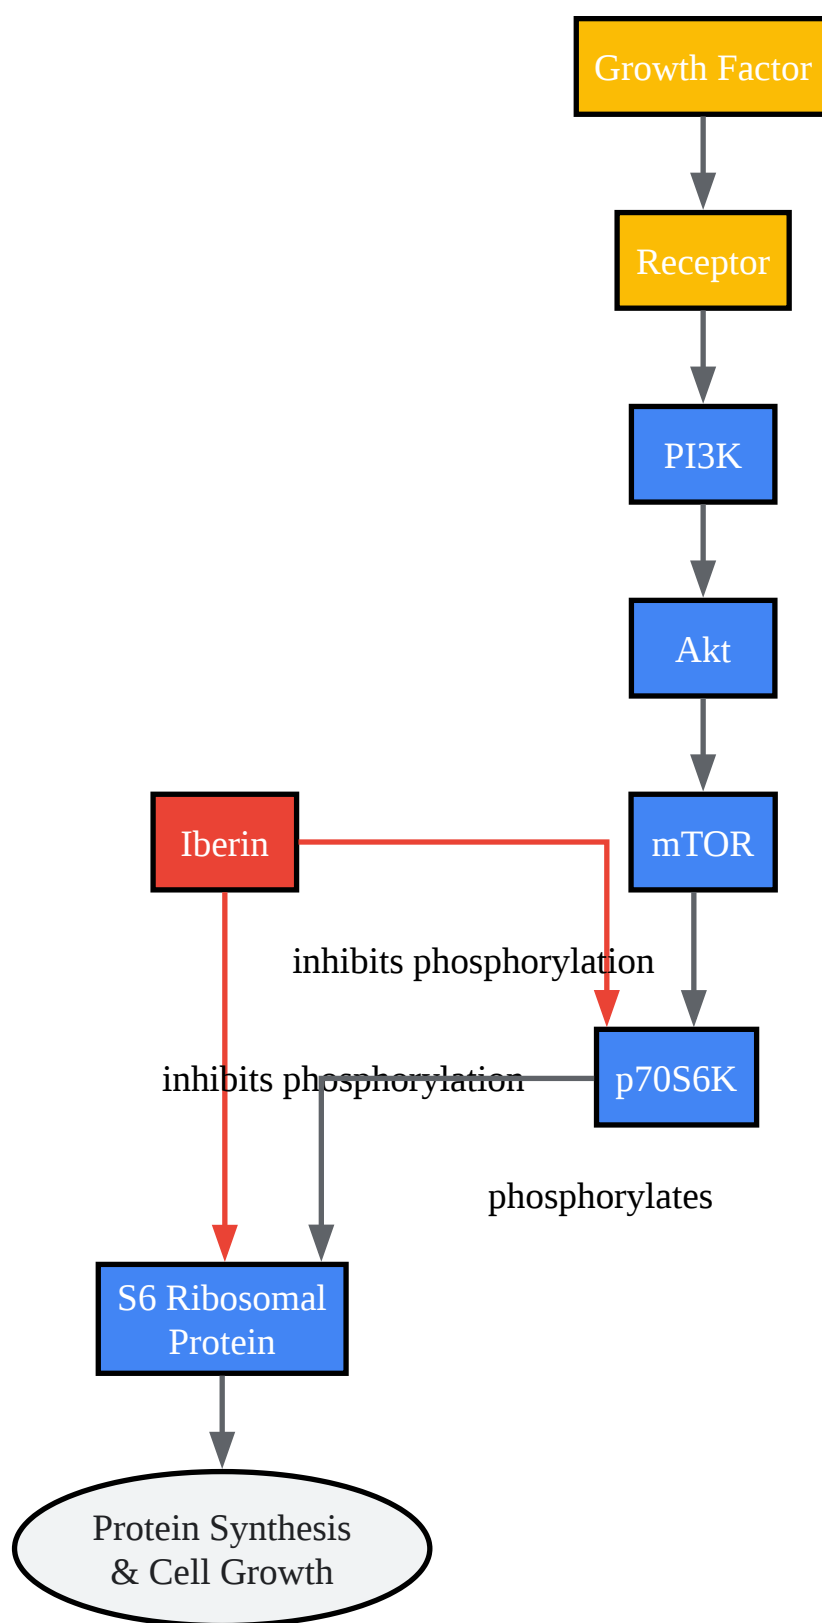 Growth Factor
Receptor
PI3K
Akt
Iberin
mTOR
inhibits phosphorylation
inhibits phosphorylation
p70S6K
phosphorylates
S6 Ribosomal
Protein
Protein Synthesis
& Cell Growth